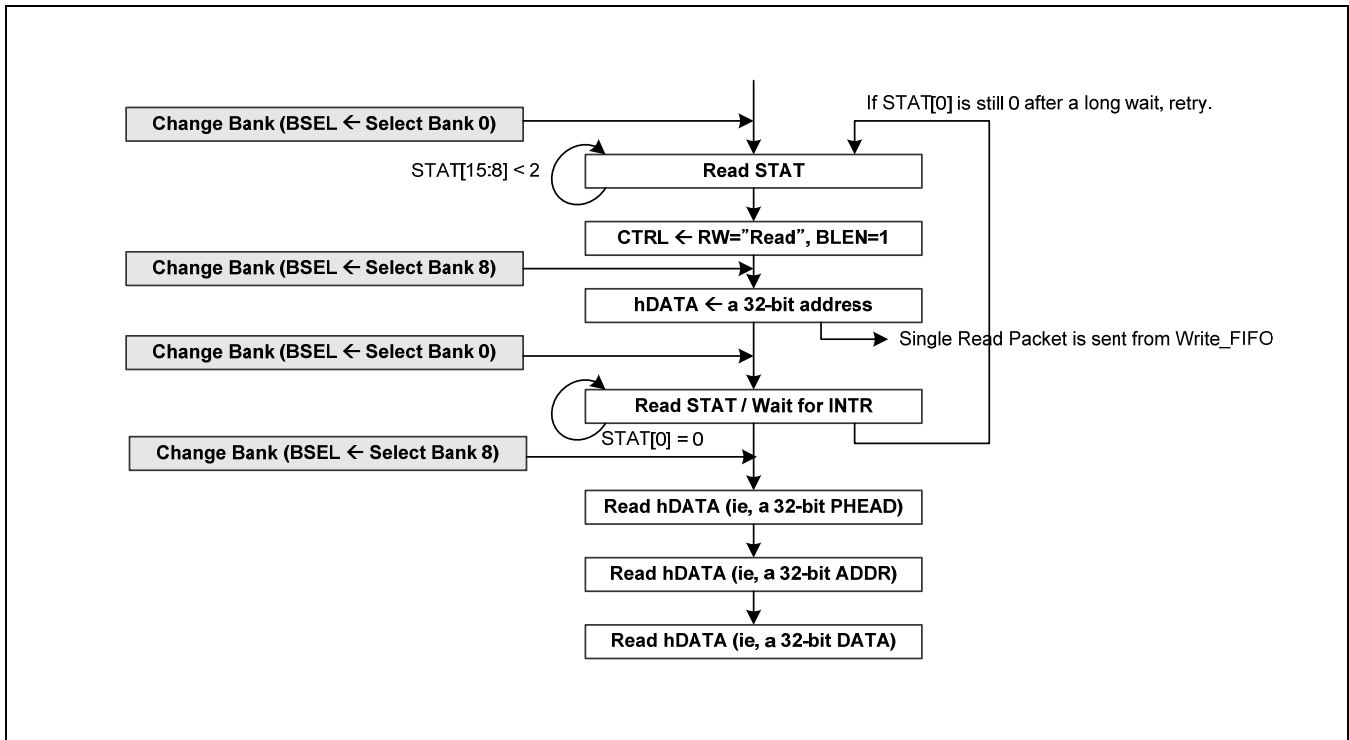 If STAT[0] is still 0 after a long wait, retry.
Change Bank (BSEL ← Select Bank 0)
STAT[15:8] < 2
Read STAT
CTRL ← RW=”Read”, BLEN=1
Change Bank (BSEL ← Select Bank 8)
hDATA ← a 32-bit address
Single Read Packet is sent from Write_FIFO
Change Bank (BSEL ← Select Bank 0)
Read STAT / Wait for INTR
STAT[0] = 0
Change Bank (BSEL ← Select Bank 8)
Read hDATA (ie, a 32-bit PHEAD)
Read hDATA (ie, a 32-bit ADDR)
Read hDATA (ie, a 32-bit DATA)